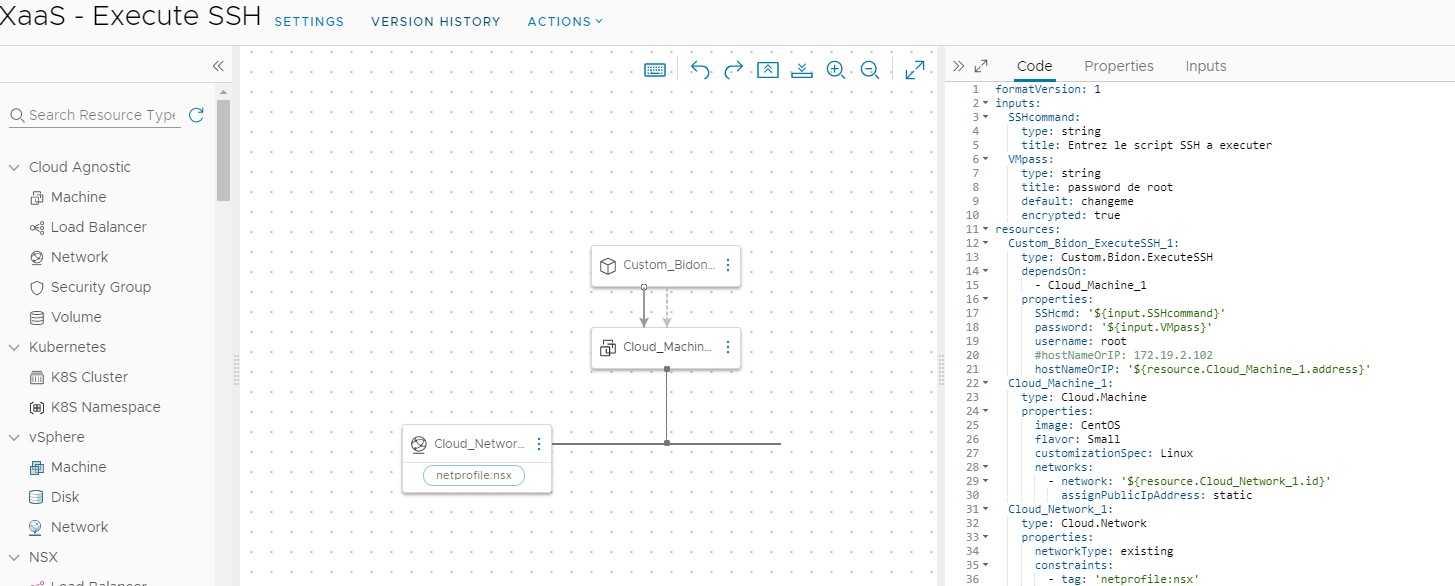 XaaS - Execute SSH
SETTINGS
VERSION HISTORY
ACTIONS
Search Resource Type
Cloud Agnostic
Machine
Load Balancer
Network
Security Group
Volume
Kubernetes
K8S Cluster
K8S Namespace
vSphere
Machine
Disk
Network
NSX
Load Balancer
Custom_Bidon...
Cloud_Machin...
Cloud_Networ...
netprofile:nsx
Code
Properties
Inputs
1 formatVersion: 1
2 inputs:
3 SSHcommand:
4 type: string
5 title: Entrez le script SSH a executer
6 VMpass:
7 type: string
8 title: password de root
9 default: changeme
10 encrypted: true
11 resources:
12 Custom_Bidon_ExecuteSSH_1:
13 type: Custom.Bidon.ExecuteSSH
14 dependsOn:
15 - Cloud_Machine_1
16 properties:
17 SSHcmd: '${input.SSHcommand}'
18 password: '${input.VMpass}'
19 username: root
20 #hostNameOrIP: 172.19.2.102
21 hostNameOrIP: '${resource.Cloud_Machine_1.address}'
22 Cloud_Machine_1:
23 type: Cloud.Machine
24 properties:
25 image: CentOS
26 flavor: Small
27 customizationSpec: Linux
28 networks:
29 - network: '${resource.Cloud_Network_1.id}'
30 assignPublicIpAddress: static
31 Cloud_Network_1:
32 type: Cloud.Network
33 properties:
34 networkType: existing
35 constraints:
36 - tag: 'netprofile:nsx'